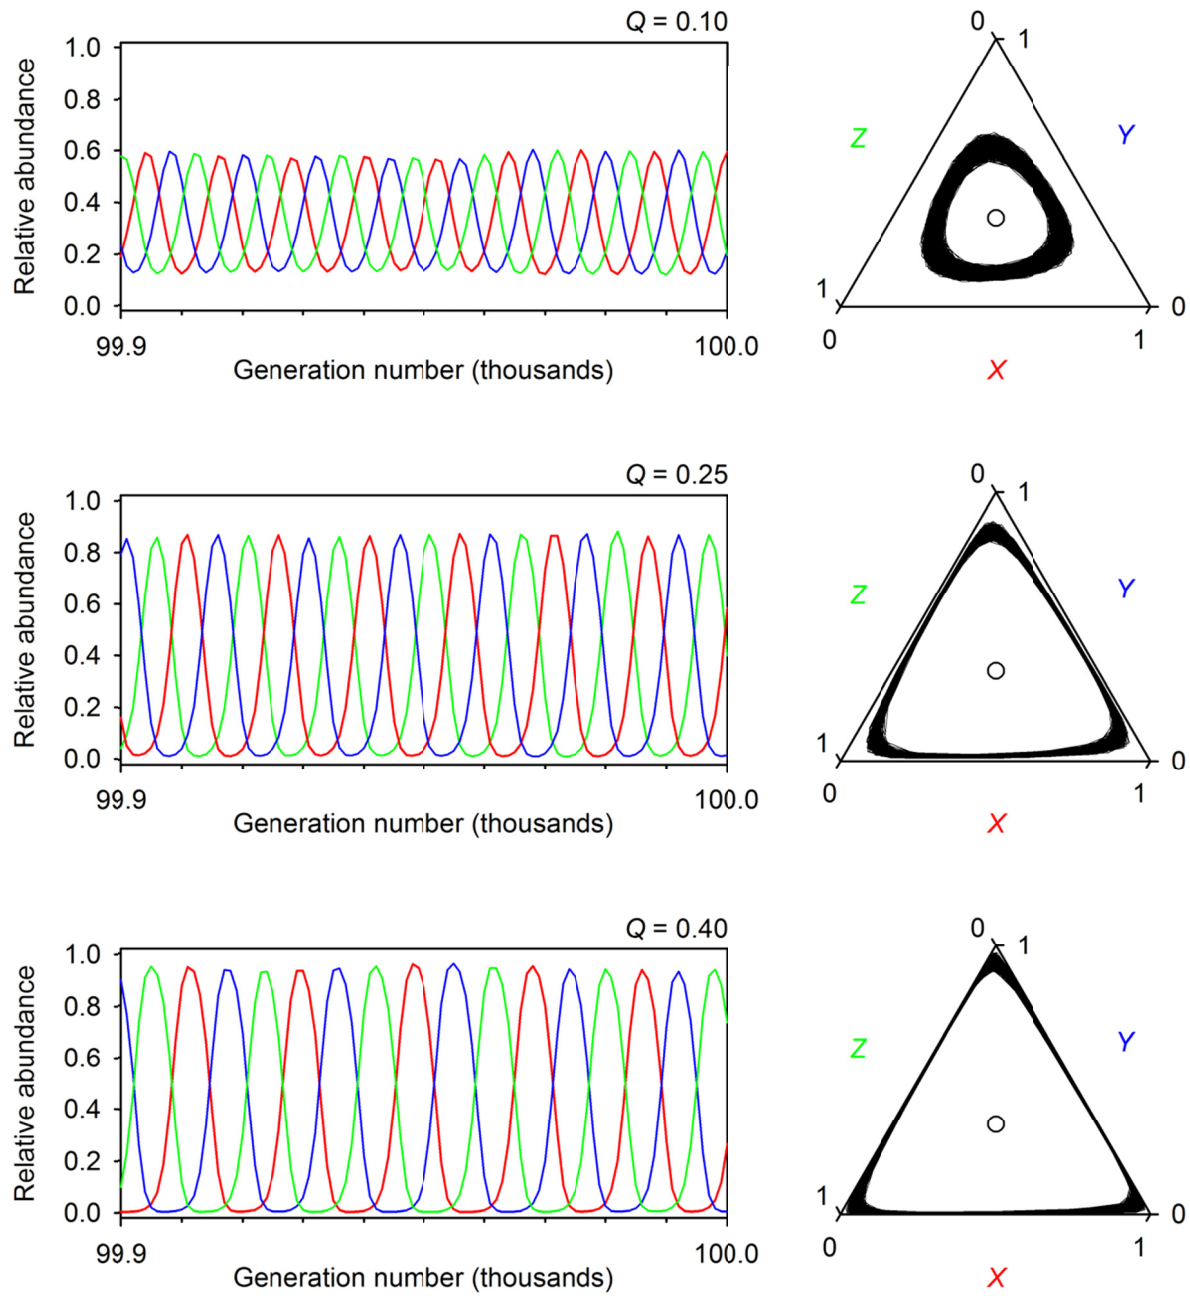 Q = 0.10
Relative abundance
1.0
0.8
0.6
0.4
0.2
0.0
99.9
100.0
Generation number (thousands)
0
1
Z
Y
1
0
0
1
X
Q = 0.25
Relative abundance
1.0
0.8
0.6
0.4
0.2
0.0
99.9
100.0
Generation number (thousands)
0
1
Z
Y
1
0
0
1
X
Q = 0.40
Relative abundance
1.0
0.8
0.6
0.4
0.2
0.0
99.9
100.0
Generation number (thousands)
0
1
Z
Y
1
0
0
1
X